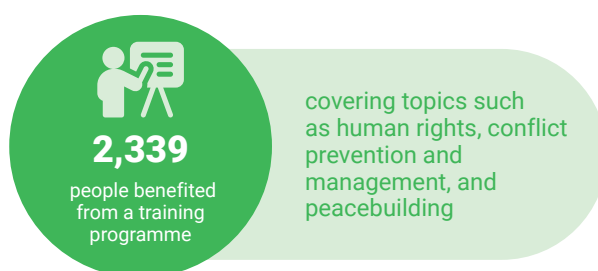 2,339
people benefited
from a training
programme
covering topics such
as human rights, conflict
prevention and
management, and
peacebuilding